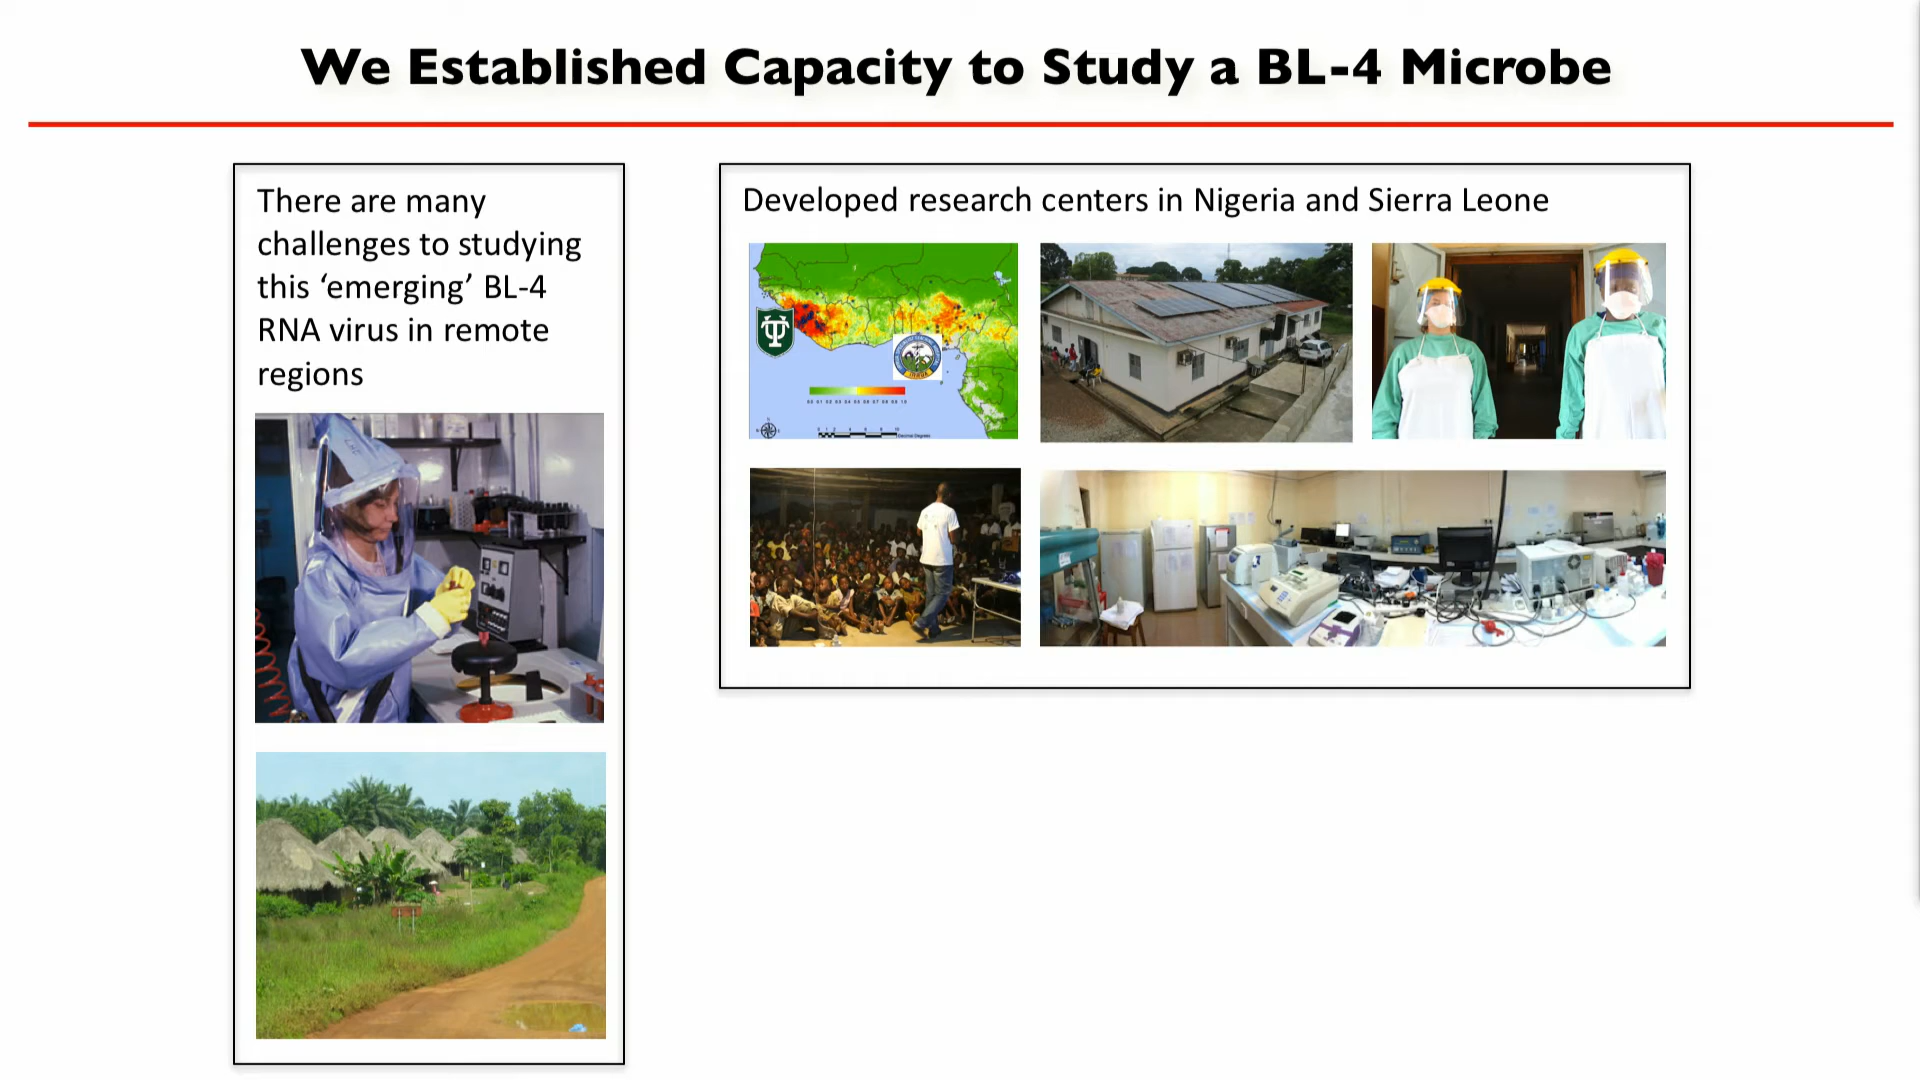 We Established Capacity to Study a BL-4 Microbe
There are many
challenges to studying
this ‘emerging’ BL-4
RNA virus in remote
regions
Developed research centers in Nigeria and Sierra Leone